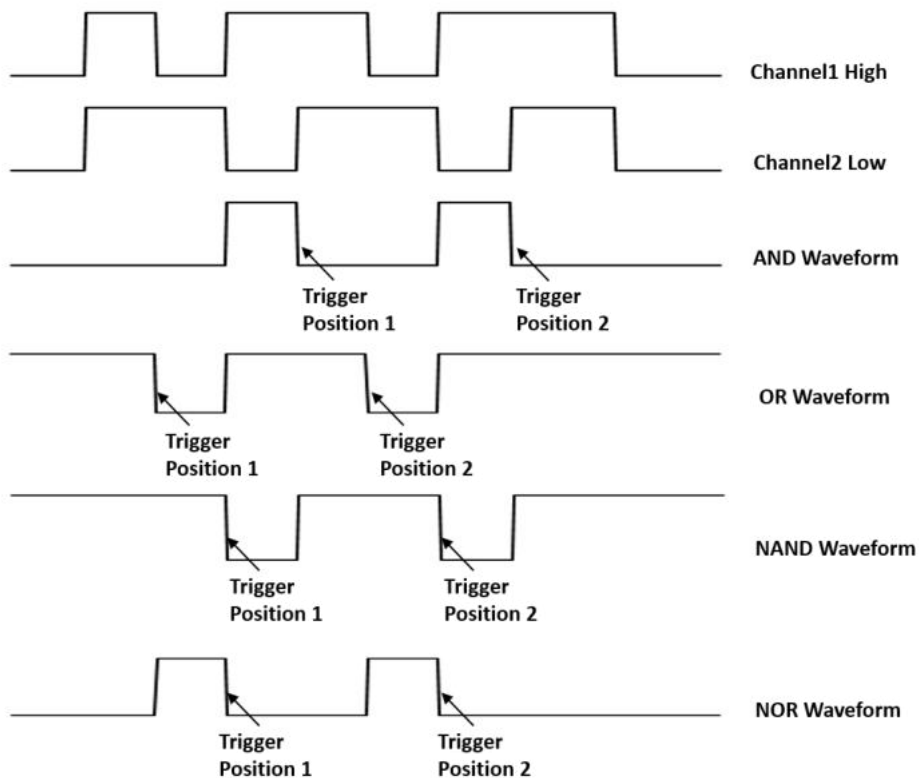 Channel1 High
Channel2 Low
AND Waveform
Trigger
Position 1
Trigger
Position 2
OR Waveform
Trigger
Position 1
Trigger
Position 2
NAND Waveform
Trigger
Position 1
Trigger
Position 2
NOR Waveform
Trigger
Position 1
Trigger
Position 2